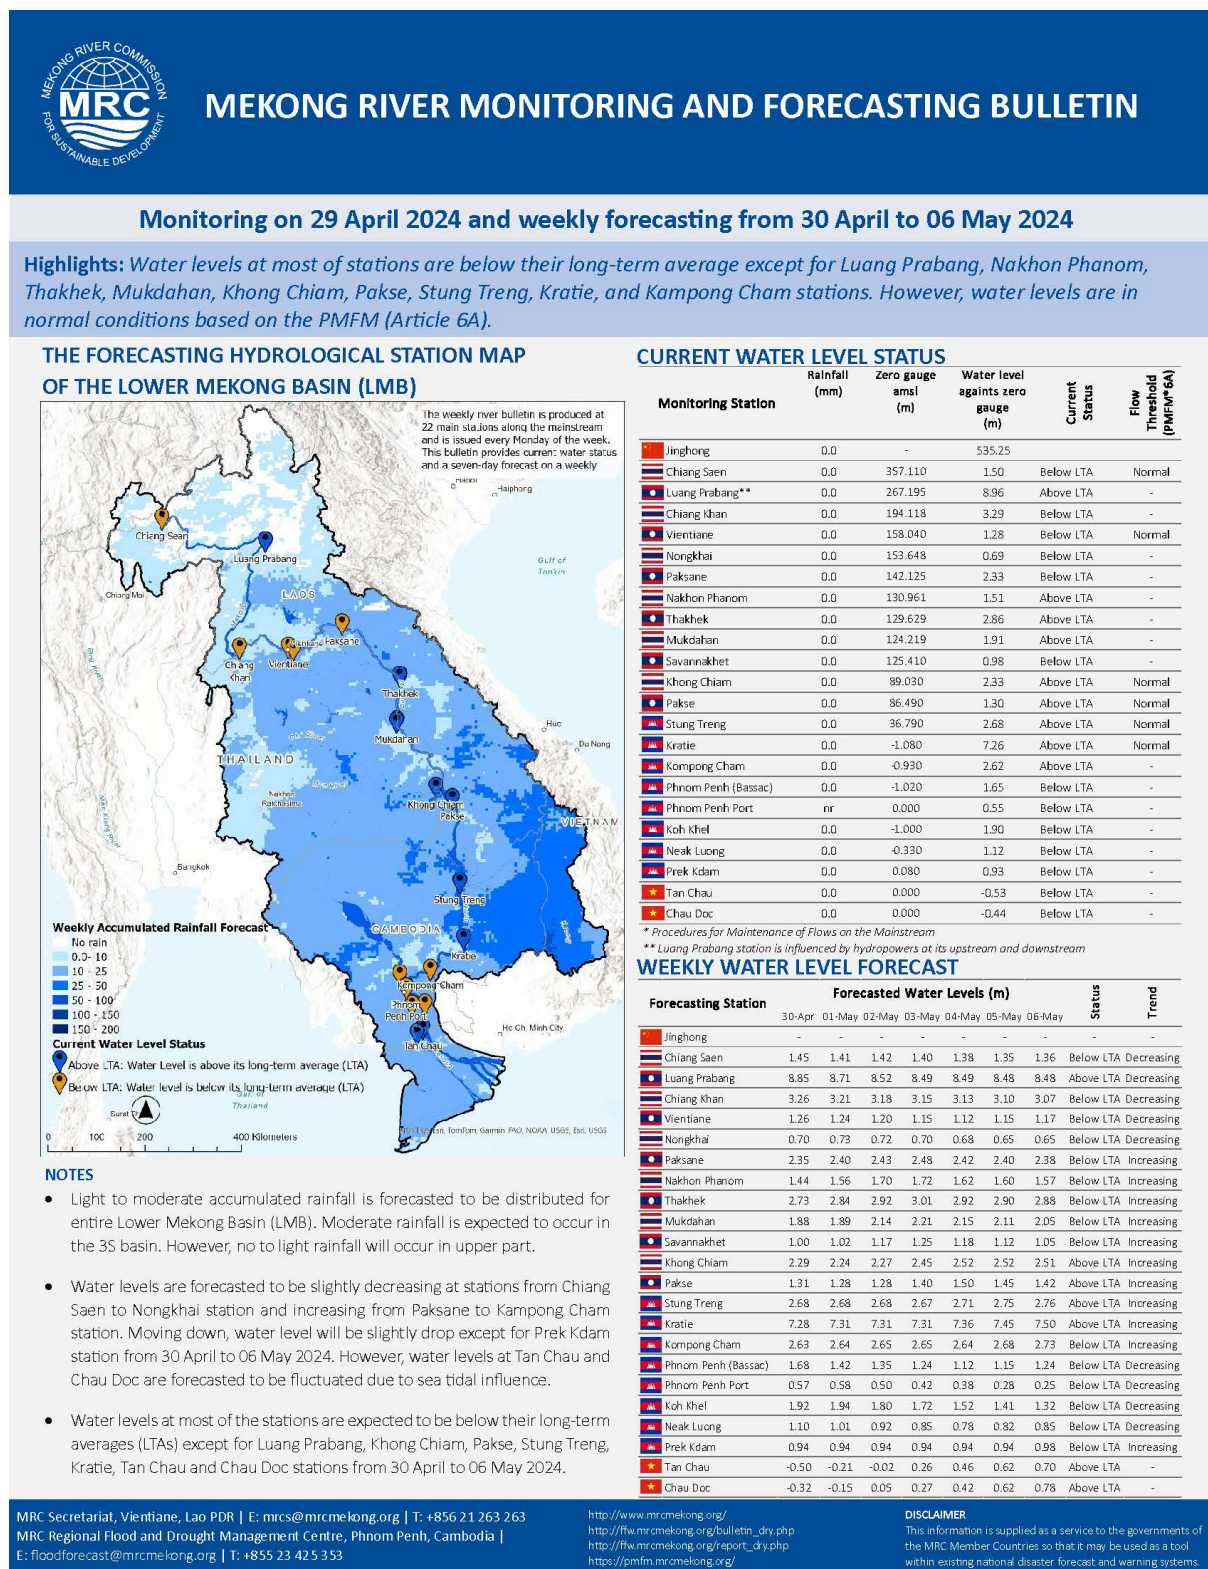 MEKONG RIVER COMMISSION
MRC
FOR SUSTAINABLE DEVELOPMENT
MEKONG RIVER MONITORING AND FORECASTING BULLETIN
Monitoring on 29 April 2024 and weekly forecasting from 30 April to 06 May 2024
Highlights: Water levels at most of stations are below their long-term average except for Luang Prabang, Nakhon Phanom,
Thakhek, Mukdahan, Khong Chiam, Pakse, Stung Treng, Kratie, and Kampong Cham stations. However, water levels are in
normal conditions based on the PMFM (Article 6A).
THE FORECASTING HYDROLOGICAL STATION MAP
OF THE LOWER MEKONG BASIN (LMB)
The weekly river bulletin is produced at
22 main stations along the mainstream
and is issued every Monday of the week.
This bulletin provides current water status
and a seven-day forecast on a weekly
Hanoi
Haiphong
Chiang Sean
Luang Prabang
Gulf of
Tonkin
Chiang Mai
LAOS
Paksane
Vientiane
Chiang
Khan
Thakhek
Mukdahan
Hue
Da Nong
Chi River
THAILAND
Mun River
Nakhon
Ratchasima
Khong Chiam
Pakse
VIETNAM
Bangkok
Stung Treng
CAMBODIA
Kratie
Kompong Cham
Phnom
Penh Port
Ho Chi Minh City
Tan Chau
Weekly Accumulated Rainfall Forecast
No rain
0.0- 10
10 - 25
25 - 50
50 - 100
100 - 150
150 - 200
Current Water Level Status
Above LTA: Water Level is above its long-term average (LTA)
Below LTA: Water level is below its long-term average (LTA)
Gulf of
Thailand
Surat Th
0 100 200 400 Kilometers
Esri, TomTom, Garmin, FAO, NOAA, USGS, Esri, USGS
NOTES
• Light to moderate accumulated rainfall is forecasted to be distributed for
entire Lower Mekong Basin (LMB). Moderate rainfall is expected to occur in
the 3S basin. However, no to light rainfall will occur in upper part.
• Water levels are forecasted to be slightly decreasing at stations from Chiang
Saen to Nongkhai station and increasing from Paksane to Kampong Cham
station. Moving down, water level will be slightly drop except for Prek Kdam
station from 30 April to 06 May 2024. However, water levels at Tan Chau and
Chau Doc are forecasted to be fluctuated due to sea tidal influence.
• Water levels at most of the stations are expected to be below their long-term
averages (LTAs) except for Luang Prabang, Khong Chiam, Pakse, Stung Treng,
Kratie, Tan Chau and Chau Doc stations from 30 April to 06 May 2024.
CURRENT WATER LEVEL STATUS
Monitoring Station Rainfall (mm) Zero gauge amsl (m) Water level againts zero gauge (m) Current Status Flow Threshold (PMFM*6A)
Jinghong 0.0 - 535.25
Chiang Saen 0.0 357.110 1.50 Below LTA Normal
Luang Prabang** 0.0 267.195 8.96 Above LTA -
Chiang Khan 0.0 194.118 3.29 Below LTA -
Vientiane 0.0 158.040 1.28 Below LTA Normal
Nongkhai 0.0 153.648 0.69 Below LTA -
Paksane 0.0 142.125 2.33 Below LTA -
Nakhon Phanom 0.0 130.961 1.51 Above LTA -
Thakhek 0.0 129.629 2.86 Above LTA -
Mukdahan 0.0 124.219 1.91 Above LTA -
Savannakhet 0.0 125.410 0.98 Below LTA -
Khong Chiam 0.0 89.030 2.33 Above LTA Normal
Pakse 0.0 86.490 1.30 Above LTA Normal
Stung Treng 0.0 36.790 2.68 Above LTA Normal
Kratie 0.0 -1.080 7.26 Above LTA Normal
Kompong Cham 0.0 -0.930 2.62 Above LTA -
Phnom Penh (Bassac) 0.0 -1.020 1.65 Below LTA -
Phnom Penh Port nr 0.000 0.55 Below LTA -
Koh Khel 0.0 -1.000 1.90 Below LTA -
Neak Luong 0.0 -0.330 1.12 Below LTA -
Prek Kdam 0.0 0.080 0.93 Below LTA -
Tan Chau 0.0 0.000 -0.53 Below LTA -
Chau Doc 0.0 0.000 -0.44 Below LTA -
* Procedures for Maintenance of Flows on the Mainstream
** Luang Prabang station is influenced by hydropowers at its upstream and downstream
WEEKLY WATER LEVEL FORECAST
Forecasting Station Forecasted Water Levels (m) Status Trend
30-Apr 01-May 02-May 03-May 04-May 05-May 06-May
Jinghong - - - - - - - - -
Chiang Saen 1.45 1.41 1.42 1.40 1.38 1.35 1.36 Below LTA Decreasing
Luang Prabang 8.85 8.71 8.52 8.49 8.49 8.48 8.48 Above LTA Decreasing
Chiang Khan 3.26 3.21 3.18 3.15 3.13 3.10 3.07 Below LTA Decreasing
Vientiane 1.26 1.24 1.20 1.15 1.12 1.15 1.17 Below LTA Decreasing
Nongkhai 0.70 0.73 0.72 0.70 0.68 0.65 0.65 Below LTA Decreasing
Paksane 2.35 2.40 2.43 2.48 2.42 2.40 2.38 Below LTA Increasing
Nakhon Phanom 1.44 1.56 1.70 1.72 1.62 1.60 1.57 Below LTA Increasing
Thakhek 2.73 2.84 2.92 3.01 2.92 2.90 2.88 Below LTA Increasing
Mukdahan 1.88 1.89 2.14 2.21 2.15 2.11 2.05 Below LTA Increasing
Savannakhet 1.00 1.02 1.17 1.25 1.18 1.12 1.05 Below LTA Increasing
Khong Chiam 2.29 2.24 2.27 2.45 2.52 2.52 2.51 Above LTA Increasing
Pakse 1.31 1.28 1.28 1.40 1.50 1.45 1.42 Above LTA Increasing
Stung Treng 2.68 2.68 2.68 2.67 2.71 2.75 2.76 Above LTA Increasing
Kratie 7.28 7.31 7.31 7.31 7.36 7.45 7.50 Above LTA Increasing
Kompong Cham 2.63 2.64 2.65 2.65 2.64 2.68 2.73 Below LTA Increasing
Phnom Penh (Bassac) 1.68 1.42 1.35 1.24 1.12 1.15 1.24 Below LTA Decreasing
Phnom Penh Port 0.57 0.58 0.50 0.42 0.38 0.28 0.25 Below LTA Decreasing
Koh Khel 1.92 1.94 1.80 1.72 1.52 1.41 1.32 Below LTA Decreasing
Neak Luong 1.10 1.01 0.92 0.85 0.78 0.82 0.85 Below LTA Decreasing
Prek Kdam 0.94 0.94 0.94 0.94 0.94 0.94 0.98 Below LTA Increasing
Tan Chau -0.50 -0.21 -0.02 0.26 0.46 0.62 0.70 Above LTA -
Chau Doc -0.32 -0.15 0.05 0.27 0.42 0.62 0.78 Above LTA -
MRC Secretariat, Vientiane, Lao PDR | E: mrcs@mrcmekong.org | T: +856 21 263 263
MRC Regional Flood and Drought Management Centre, Phnom Penh, Cambodia |
E: floodforecast@mrcmekong.org | T: +855 23 425 353
http://www.mrcmekong.org/
http://ffw.mrcmekong.org/bulletin_dry.php
http://ffw.mrcmekong.org/report_dry.php
https://pmfm.mrcmekong.org/
DISCLAIMER
This information is supplied as a service to the governments of
the MRC Member Countries so that it may be used as a tool
within existing national disaster forecast and warning systems.